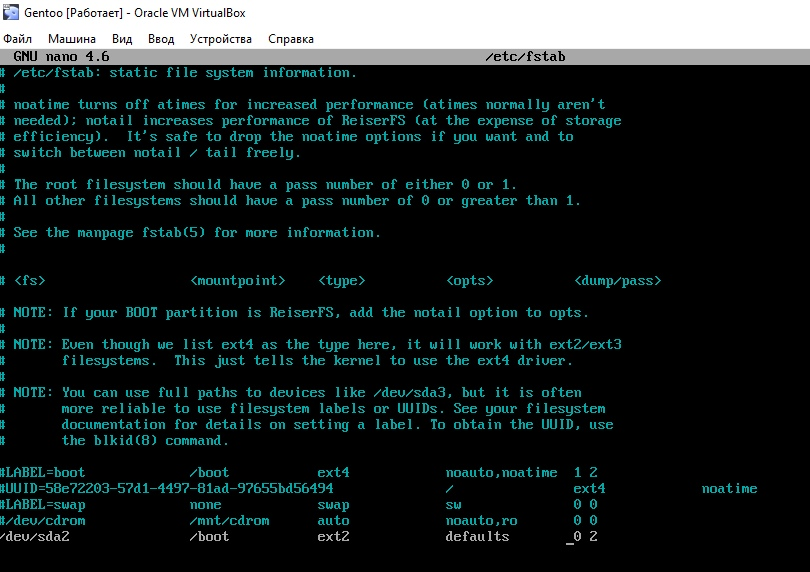 Gentoo [Работает] - Oracle VM VirtualBox
Файл Машина Вид Ввод Устройства Справка
GNU nano 4.6 /etc/fstab
# /etc/fstab: static file system information.
#
# noatime turns off atimes for increased performance (atimes normally aren't
# needed); notail increases performance of ReiserFS (at the expense of storage
# efficiency). It's safe to drop the noatime options if you want and to
# switch between notail / tail freely.
#
# The root filesystem should have a pass number of either 0 or 1.
# All other filesystems should have a pass number of 0 or greater than 1.
#
# See the manpage fstab(5) for more information.
#
# <fs> <mountpoint> <type> <opts> <dump/pass>
# NOTE: If your BOOT partition is ReiserFS, add the notail option to opts.
#
# NOTE: Even though we list ext4 as the type here, it will work with ext2/ext3
# filesystems. This just tells the kernel to use the ext4 driver.
#
# NOTE: You can use full paths to devices like /dev/sda3, but it is often
# more reliable to use filesystem labels or UUIDs. See your filesystem
# documentation for details on setting a label. To obtain the UUID, use
# the blkid(8) command.
#LABEL=boot /boot ext4 noauto,noatime 1 2
#UUID=58e72203-57d1-4497-81ad-97655bd56494 / ext4 noatime
#LABEL=swap none swap sw 0 0
#/dev/cdrom /mnt/cdrom auto noauto,ro 0 0
/dev/sda2 /boot ext2 defaults _0 2